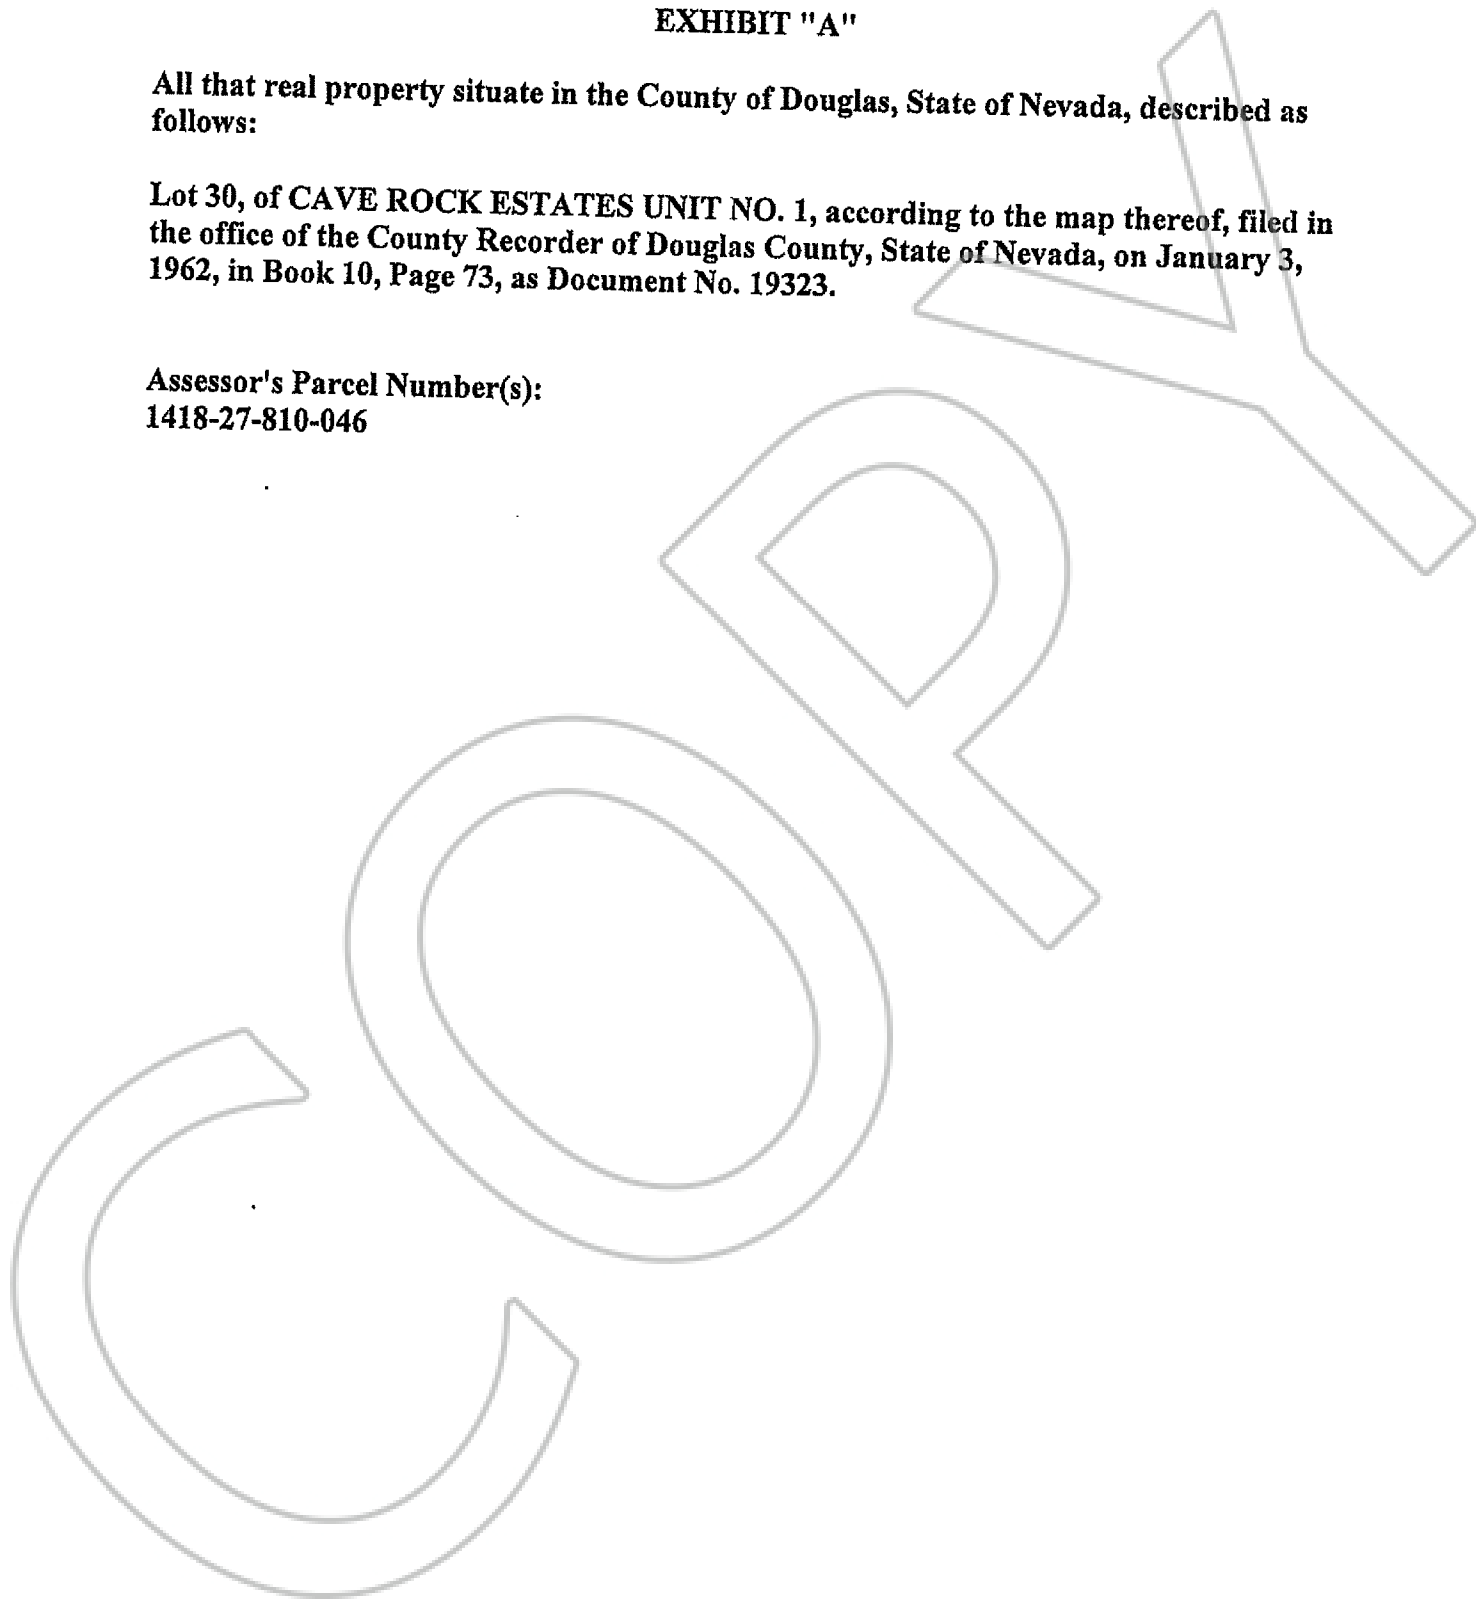 EXHIBIT "A"
All that real property situate in the County of Douglas, State of Nevada, described as
follows:
Lot 30, of CAVE ROCK ESTATES UNIT NO. 1, according to the map thereof, filed in
the office of the County Recorder of Douglas County, State of Nevada, on January 3,
1962, in Book 10, Page 73, as Document No. 19323.
Assessor's Parcel Number(s):
1418-27-810-046
COPY